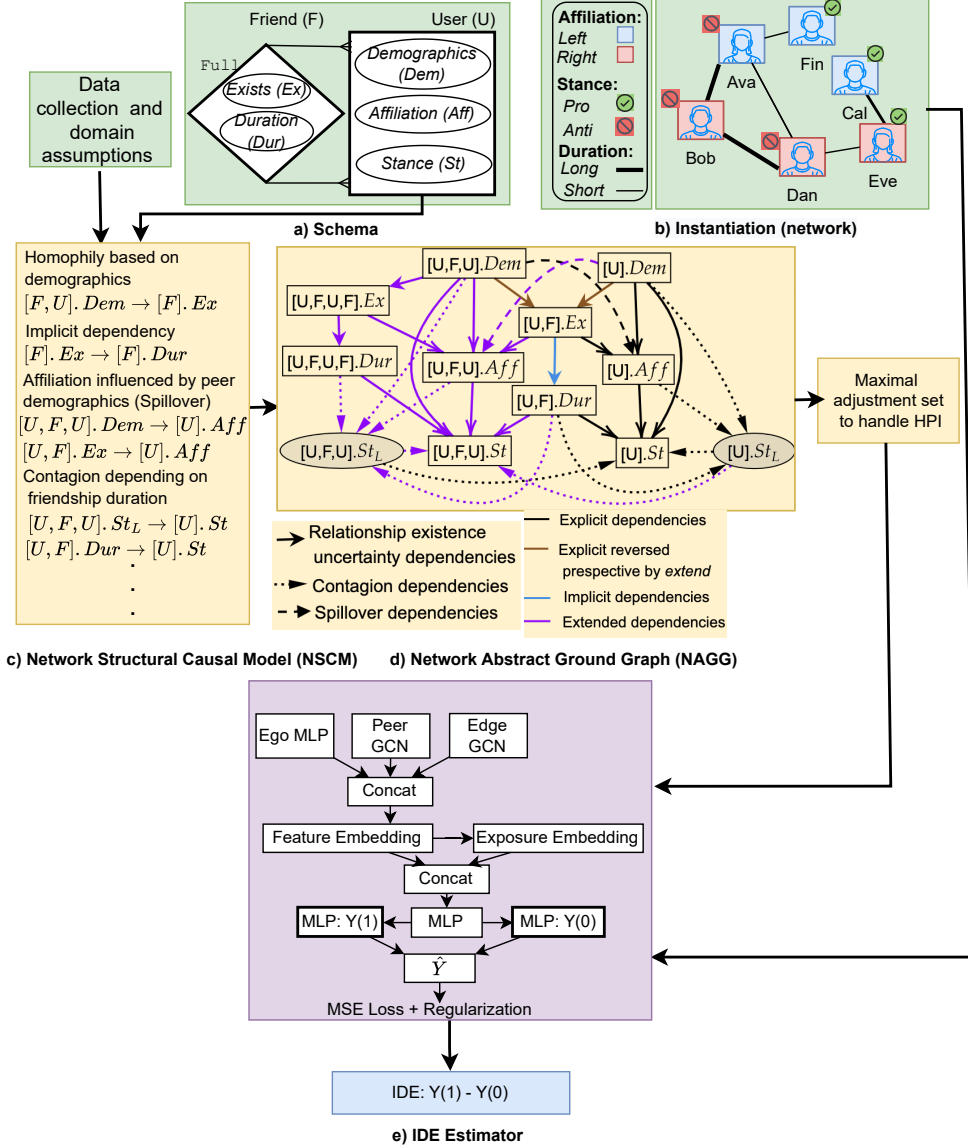 Friend (F)
User (U)
Full
Exists (Ex)
Duration
(Dur)
Demographics
(Dem)
Affiliation (Aff)
Stance (St)
a) Schema
Data
collection and
domain
assumptions
Affiliation:
Left
Right
Stance:
Pro
Anti
Duration:
Long
Short
Ava
Fin
Cal
Bob
Dan
Eve
b) Instantiation (network)
Homophily based on
demographics
[F, U]. Dem → [F]. Ex
Implicit dependency
[F]. Ex → [F]. Dur
Affiliation influenced by peer
demographics (Spillover)
[U, F, U]. Dem → [U]. Aff
[U, F]. Ex → [U]. Aff
Contagion depending on
friendship duration
[U, F, U]. St_L → [U]. St
[U, F]. Dur → [U]. St
.
.
.
c) Network Structural Causal Model (NSCM)
[U,F,U].Dem
[U].Dem
[U,F,U,F].Ex
[U,F].Ex
[U,F,U,F].Dur
[U,F,U].Aff
[U].Aff
[U,F].Dur
[U,F,U].St_L
[U,F,U].St
[U].St
[U].St_L
Relationship existence
uncertainty dependencies
Contagion dependencies
Spillover dependencies
Explicit dependencies
Explicit reversed
prespective by extend
Implicit dependencies
Extended dependencies
d) Network Abstract Ground Graph (NAGG)
Maximal
adjustment set
to handle HPI
Ego MLP
Peer
GCN
Edge
GCN
Concat
Feature Embedding
Exposure Embedding
Concat
MLP: Y(1)
MLP
MLP: Y(0)
Ŷ
MSE Loss + Regularization
IDE: Y(1) - Y(0)
e) IDE Estimator